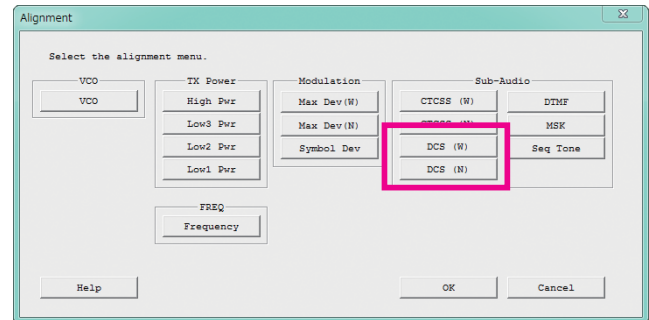 Alignment
Select the alignment menu.
VCO
VCO
TX Power
High Pwr
Low3 Pwr
Low2 Pwr
Low1 Pwr
FREQ
Frequency
Modulation
Max Dev(W)
Max Dev(N)
Symbol Dev
Sub-Audio
CTCSS (W)
CTCSS (N)
DCS (W)
DCS (N)
DTMF
MSK
Seq Tone
Help
OK
Cancel